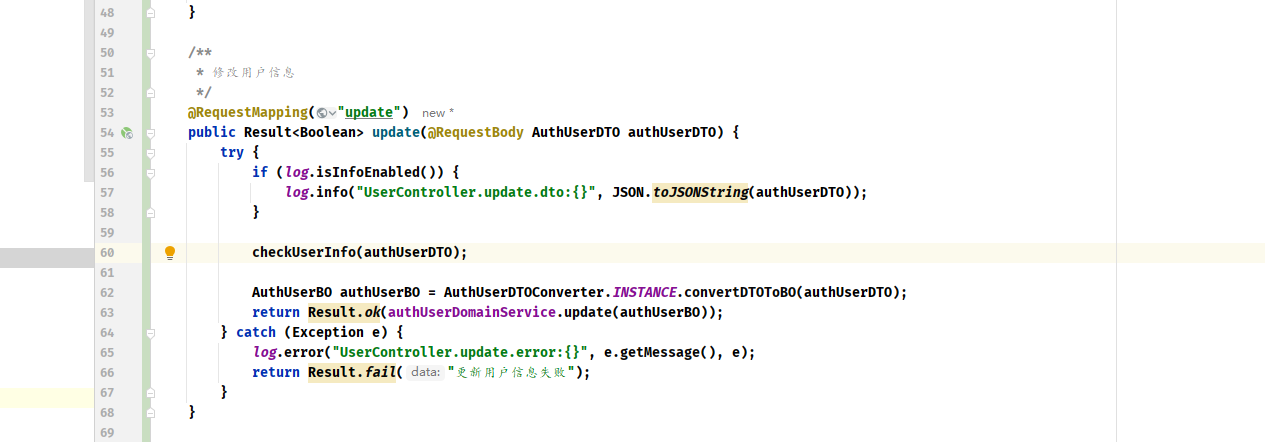 48 }
49
50 /**
51 * 修改用户信息
52 */
53 @RequestMapping("update") new *
54 public Result<Boolean> update(@RequestBody AuthUserDTO authUserDTO) {
55 try {
56 if (log.isInfoEnabled()) {
57 log.info("UserController.update.dto:{}", JSON.toJSONString(authUserDTO));
58 }
59
60 checkUserInfo(authUserDTO);
61
62 AuthUserBO authUserBO = AuthUserDTOConverter.INSTANCE.convertDTOToBO(authUserDTO);
63 return Result.ok(authUserDomainService.update(authUserBO));
64 } catch (Exception e) {
65 log.error("UserController.update.error:{}", e.getMessage(), e);
66 return Result.fail( data: "更新用户信息失败");
67 }
68 }
69